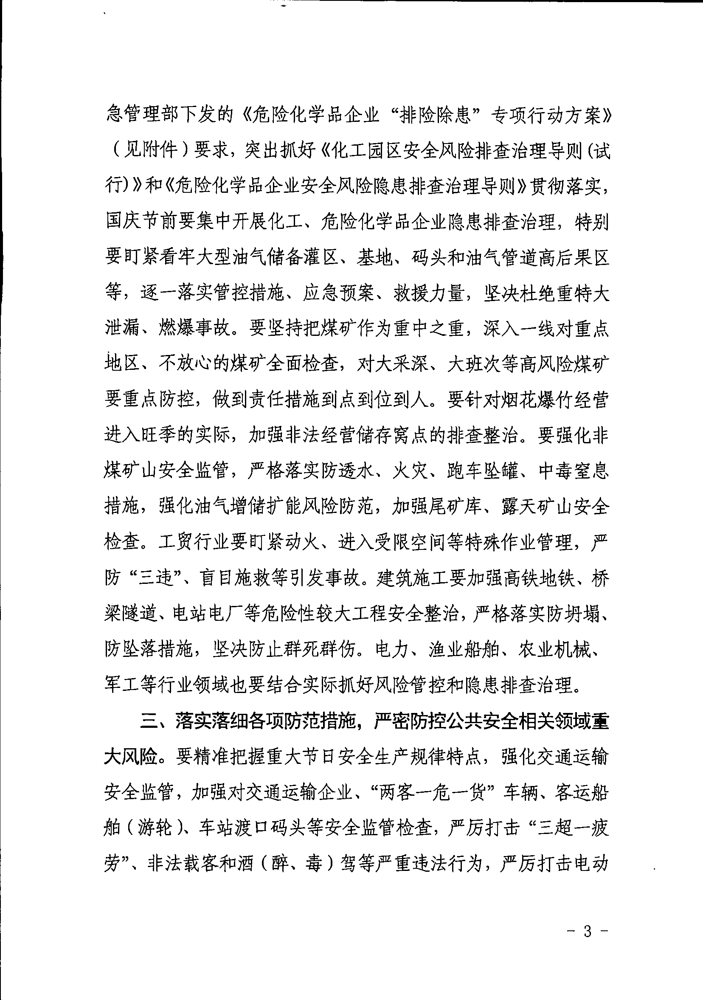 急管理部下发的《危险化学品企业“排险除患”专项行动方案》
（见附件）要求，突出抓好《化工园区安全风险排查治理导则(试
行)》和《危险化学品企业安全风险隐患排查治理导则》贯彻落实，
国庆节前要集中开展化工、危险化学品企业隐患排查治理，特别
要盯紧看牢大型油气储备灌区、基地、码头和油气管道高后果区
等，逐一落实管控措施、应急预案、救援力量，坚决杜绝重特大
泄漏、燃爆事故。要坚持把煤矿作为重中之重，深入一线对重点
地区、不放心的煤矿全面检查，对大采深、大班次等高风险煤矿
要重点防控，做到责任措施到点到位到人。要针对烟花爆竹经营
进入旺季的实际，加强非法经营储存窝点的排查整治。要强化非
煤矿山安全监管，严格落实防透水、火灾、跑车坠罐、中毒窒息
措施，强化油气增储扩能风险防范，加强尾矿库、露天矿山安全
检查。工贸行业要盯紧动火、进入受限空间等特殊作业管理，严
防“三违”、盲目施救等引发事故。建筑施工要加强高铁地铁、桥
梁隧道、电站电厂等危险性较大工程安全整治，严格落实防坍塌、
防坠落措施，坚决防止群死群伤。电力、渔业船舶、农业机械、
军工等行业领域也要结合实际抓好风险管控和隐患排查治理。
三、落实落细各项防范措施，严密防控公共安全相关领域重
大风险。要精准把握重大节日安全生产规律特点，强化交通运输
安全监管，加强对交通运输企业、“两客一危一货”车辆、客运船
舶（游轮）、车站渡口码头等安全监管检查，严厉打击“三超一疲
劳”、非法载客和酒（醉、毒）驾等严重违法行为，严厉打击电动
- 3 -